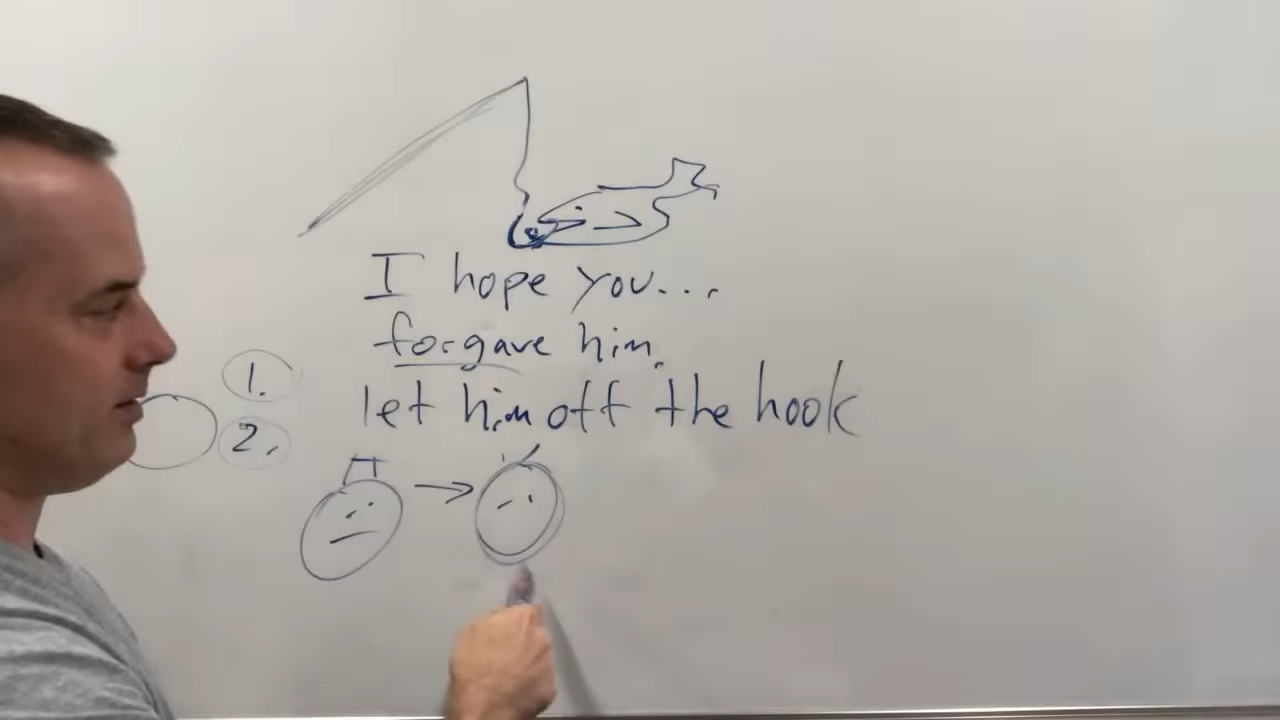 I hope you...
forgave him.
1.
let him off the hook
2.